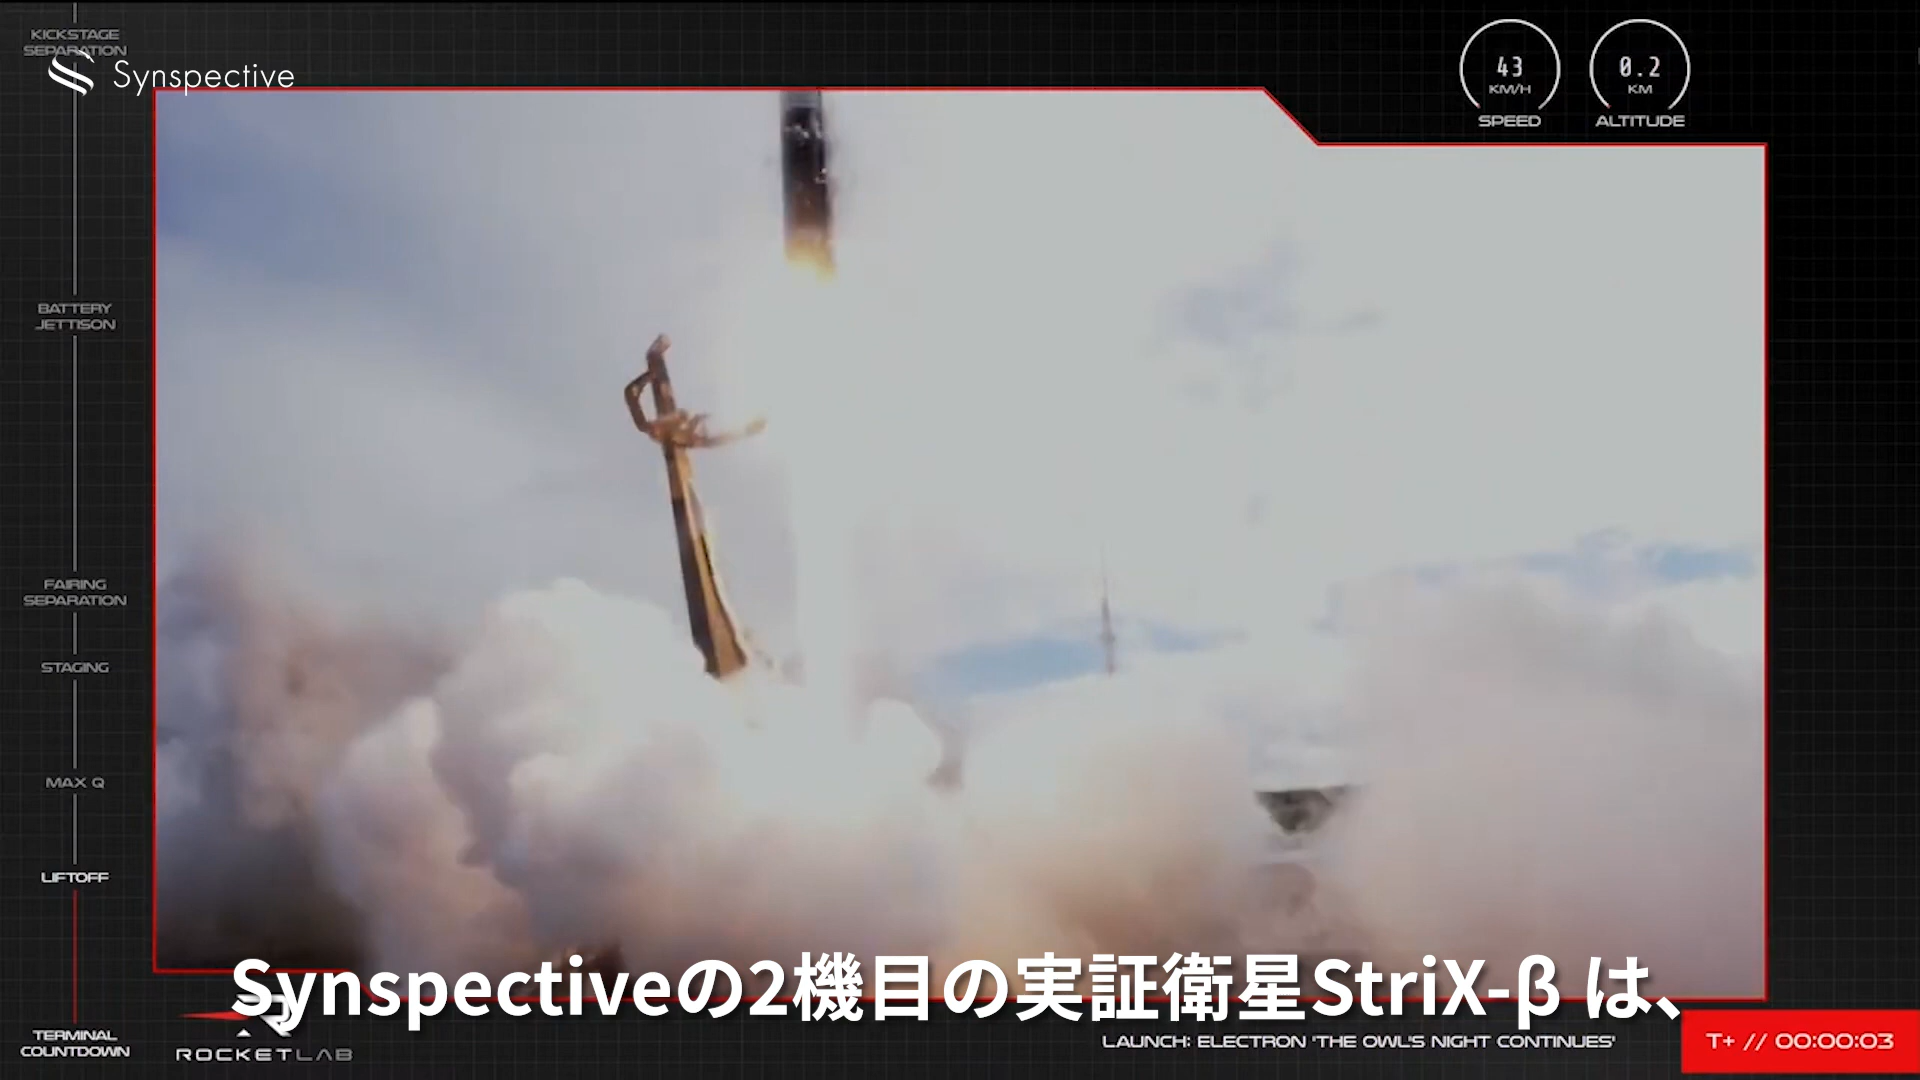 KICKSTAGE
SEPARATION
Synspective
43
KM/H
SPEED
0.2
KM
ALTITUDE
BATTERY
JETTISON
FAIRING
SEPARATION
STAGING
MAX Q
LIFTOFF
Synspectiveの2機目の実証衛星StriX-β は、
TERMINAL
COUNTDOWN
ROCKETLAB
LAUNCH: ELECTRON 'THE OWL'S NIGHT CONTINUES'
T+ // 00:00:03